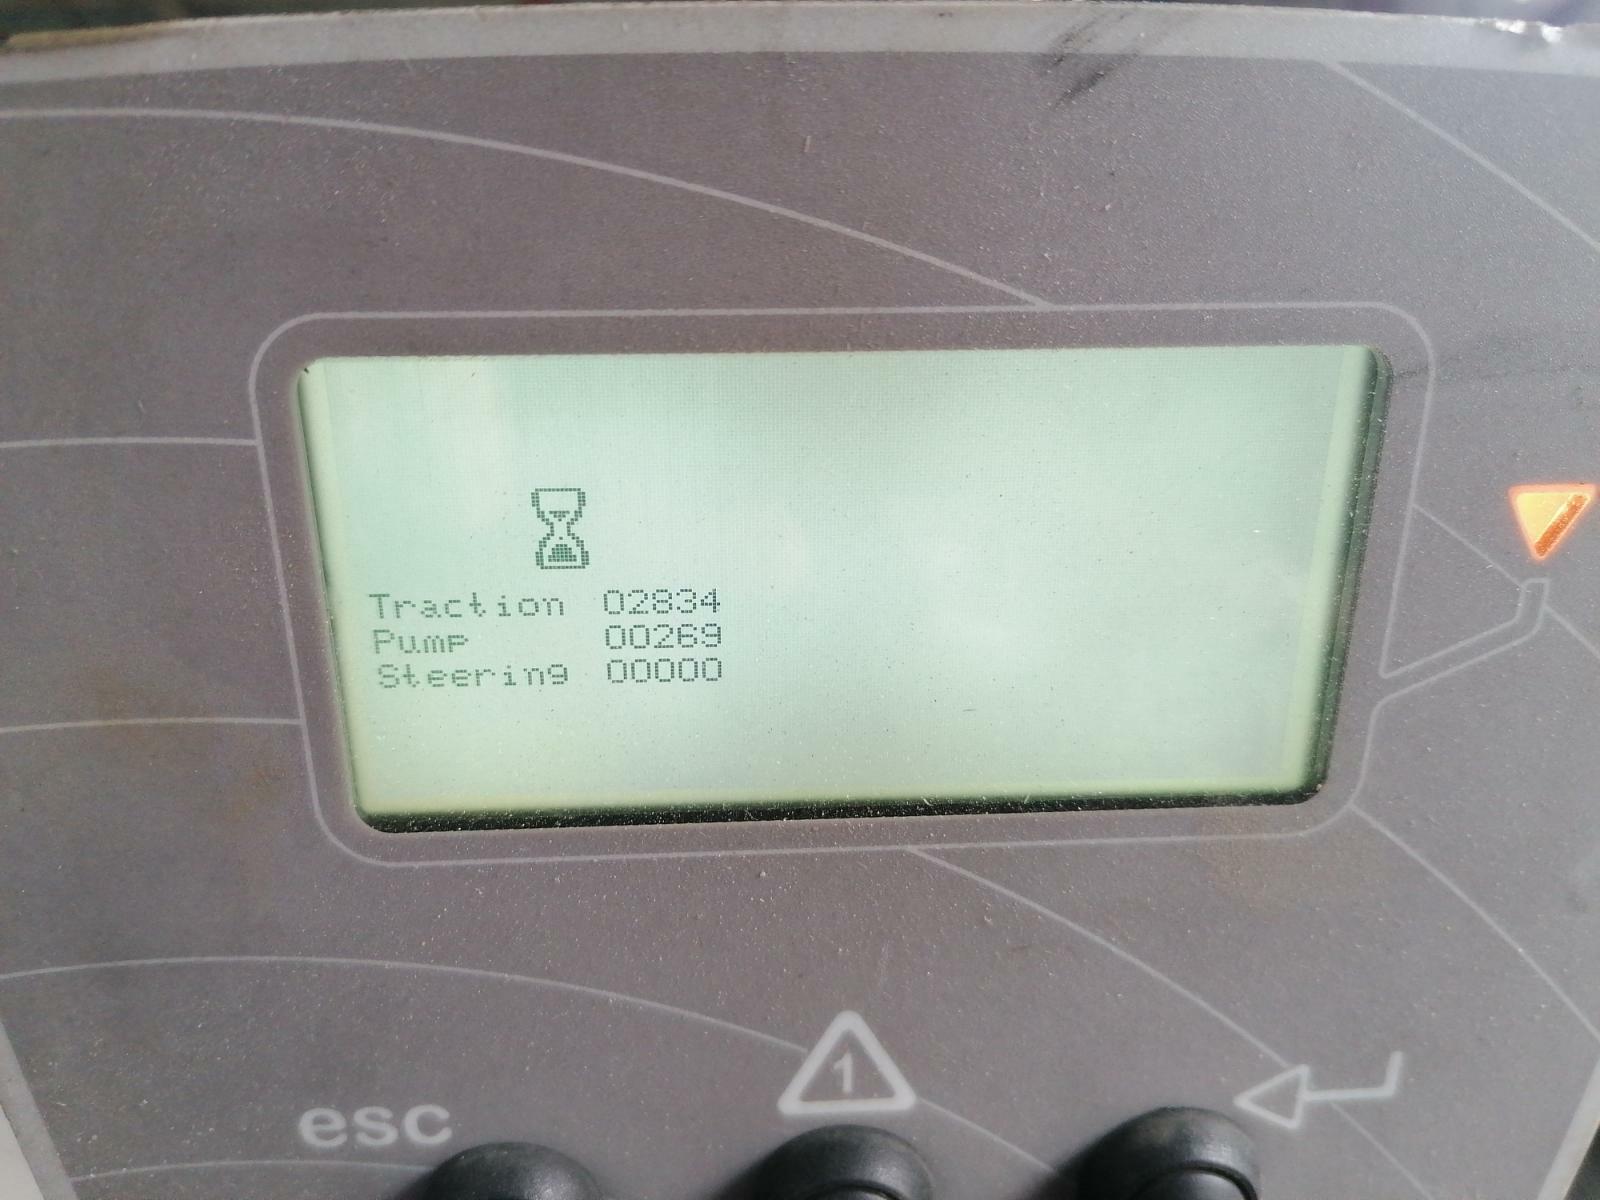 Traction 02834
Pump 00269
Steering 00000
1
esc